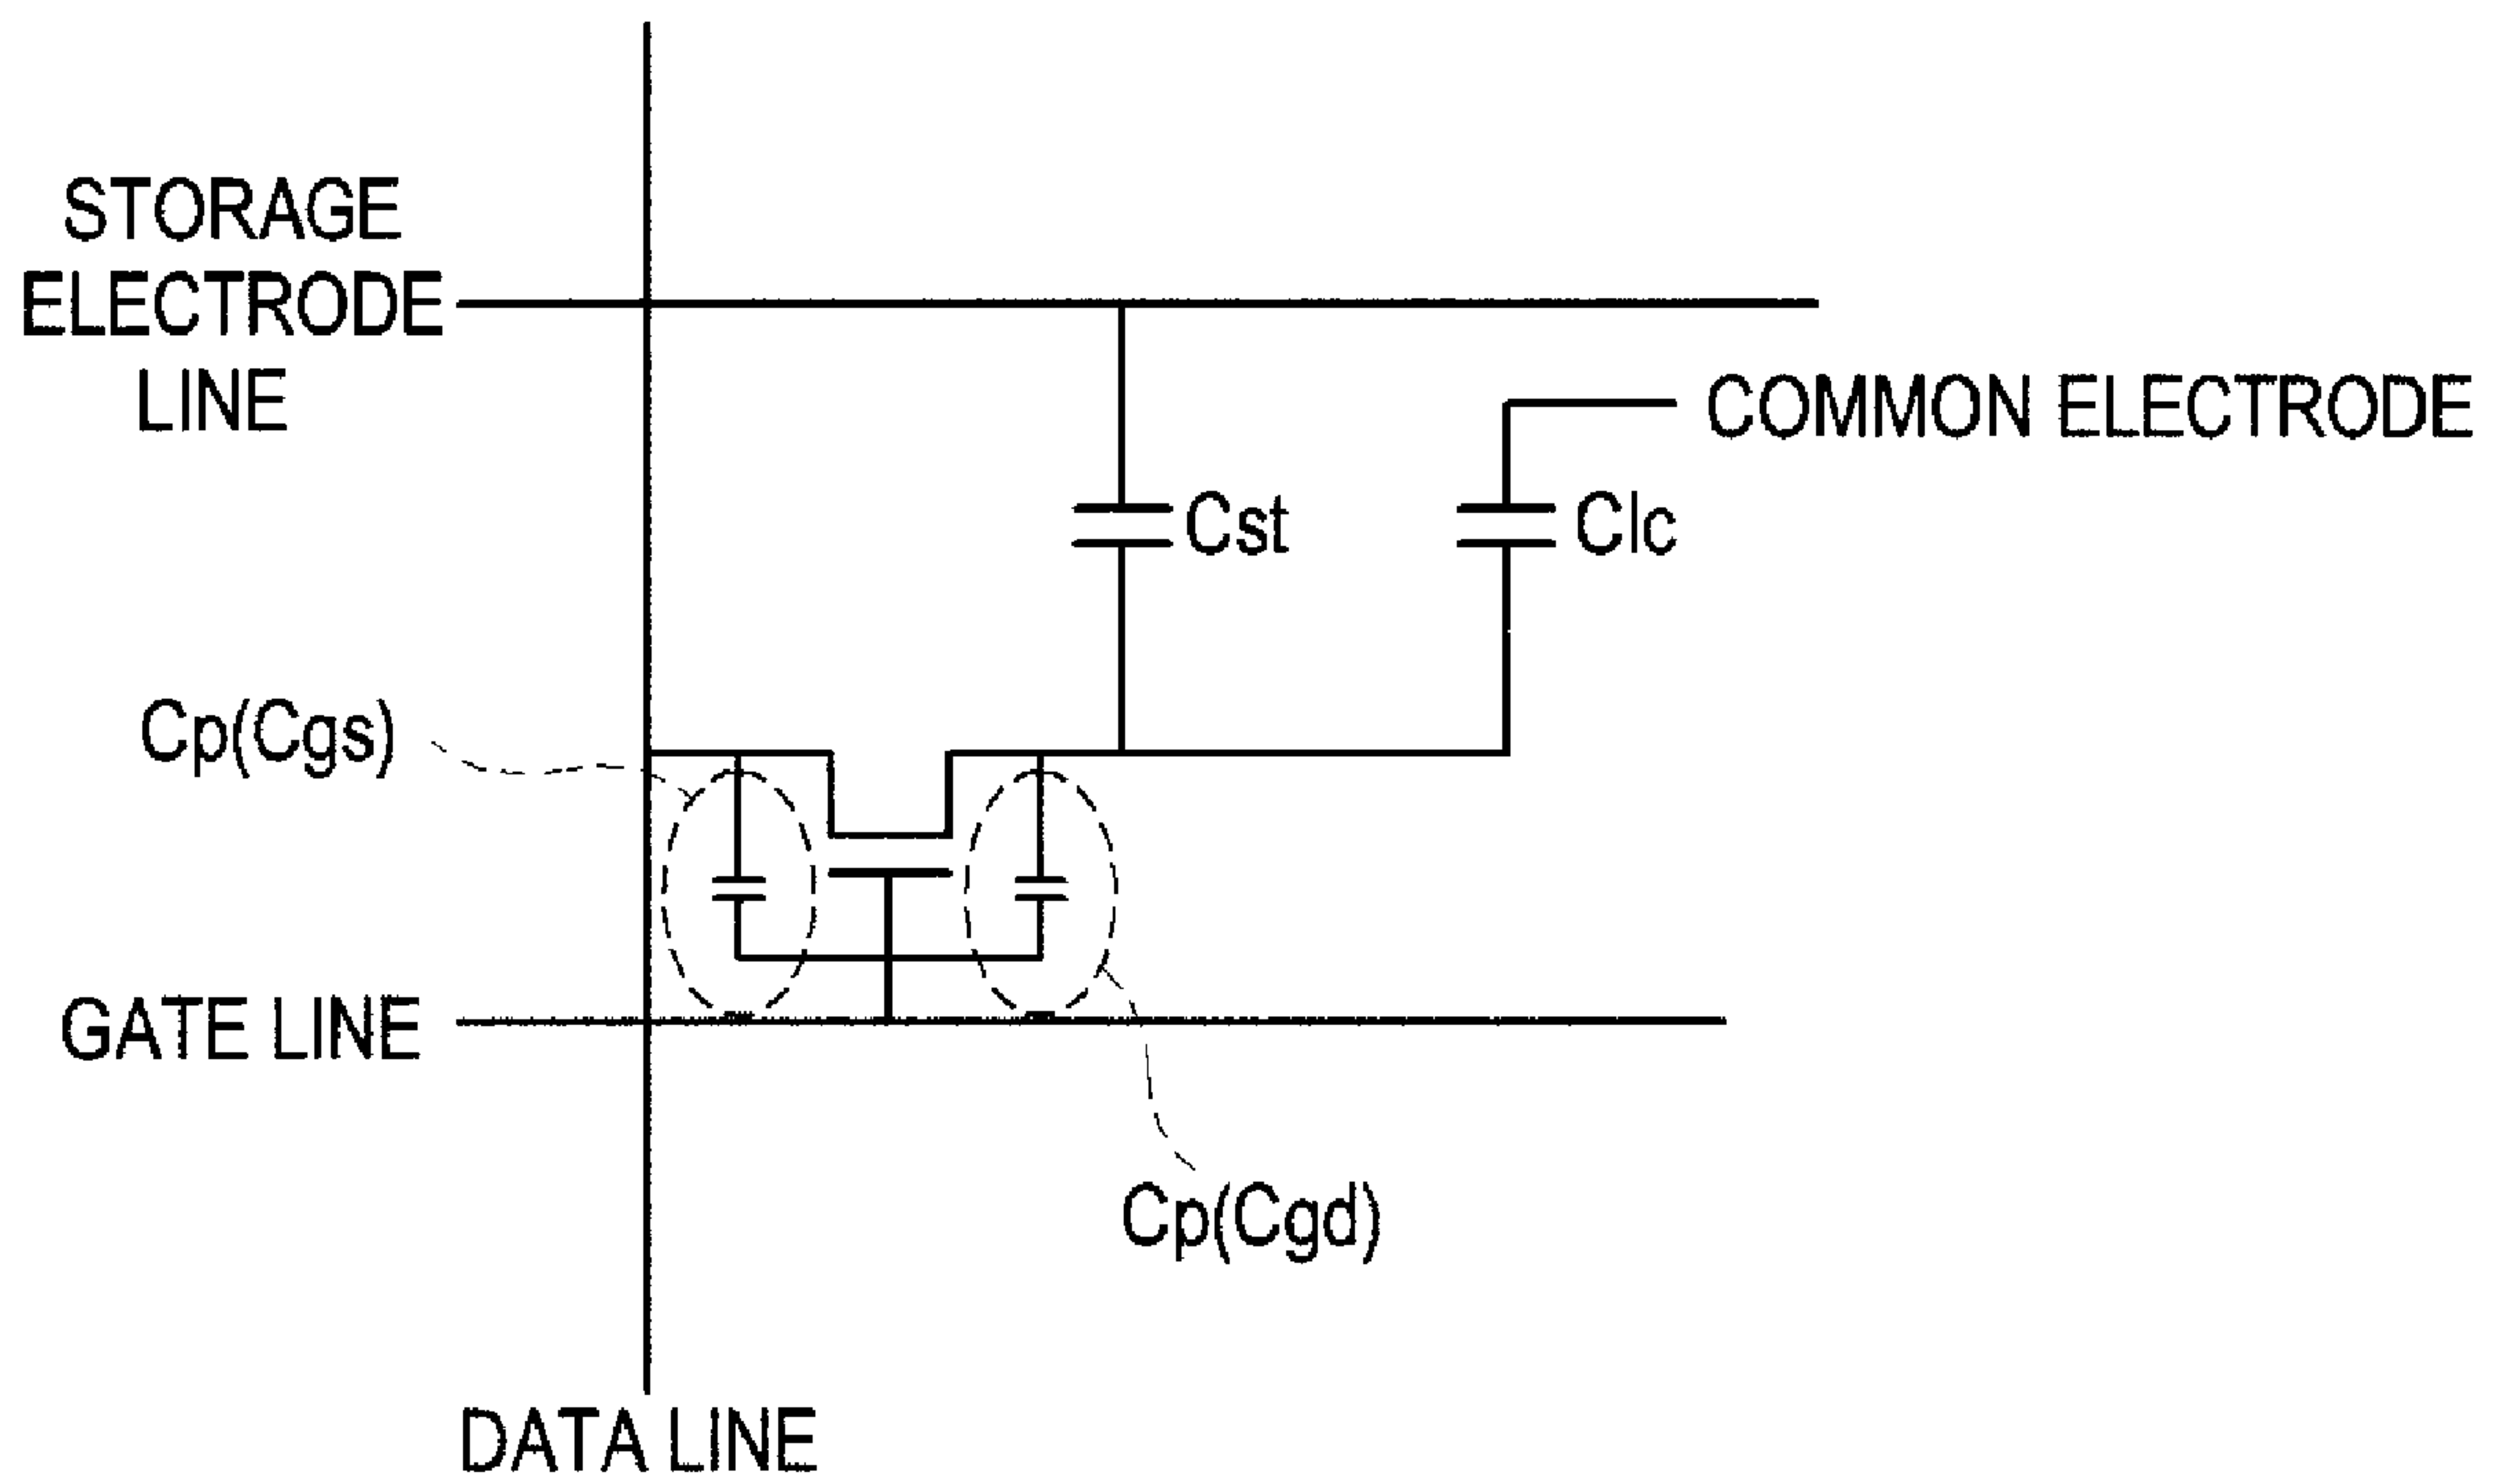 STORAGE
ELECTRODE
LINE
COMMON ELECTRODE
Cst
Clc
Cp(Cgs)
GATE LINE
Cp(Cgd)
DATA LINE